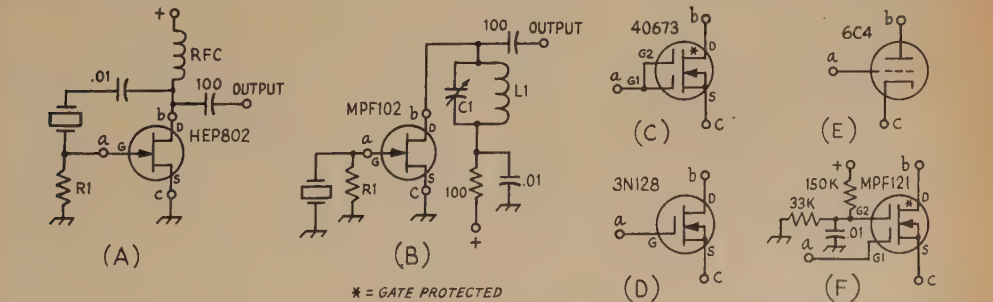 +
RFC
.01
100 OUTPUT
b
D
HEP802
a
G
S
C
R1
(A)
100 OUTPUT
C1
L1
MPF102
b
D
a
G
S
C
R1
100
.01
+
(B)
40673
b
D
*
G2
a
G1
S
C
(C)
3N128
b
D
a
G
S
C
(D)
6C4
b
a
C
(E)
+
150K
MPF121
b
D
*
33K
G2
.01
a
G1
S
C
(F)
* = GATE PROTECTED